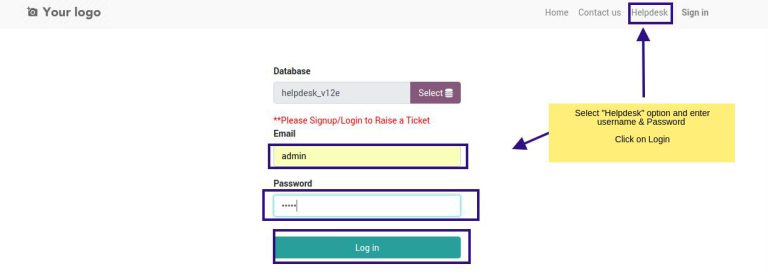 Your logo
Home Contact us Helpdesk Sign in
Database
helpdesk_v12e Select
**Please Signup/Login to Raise a Ticket
Email
admin
Password
•••••
Log in
Select "Helpdesk" option and enter
username & Password
Click on Login